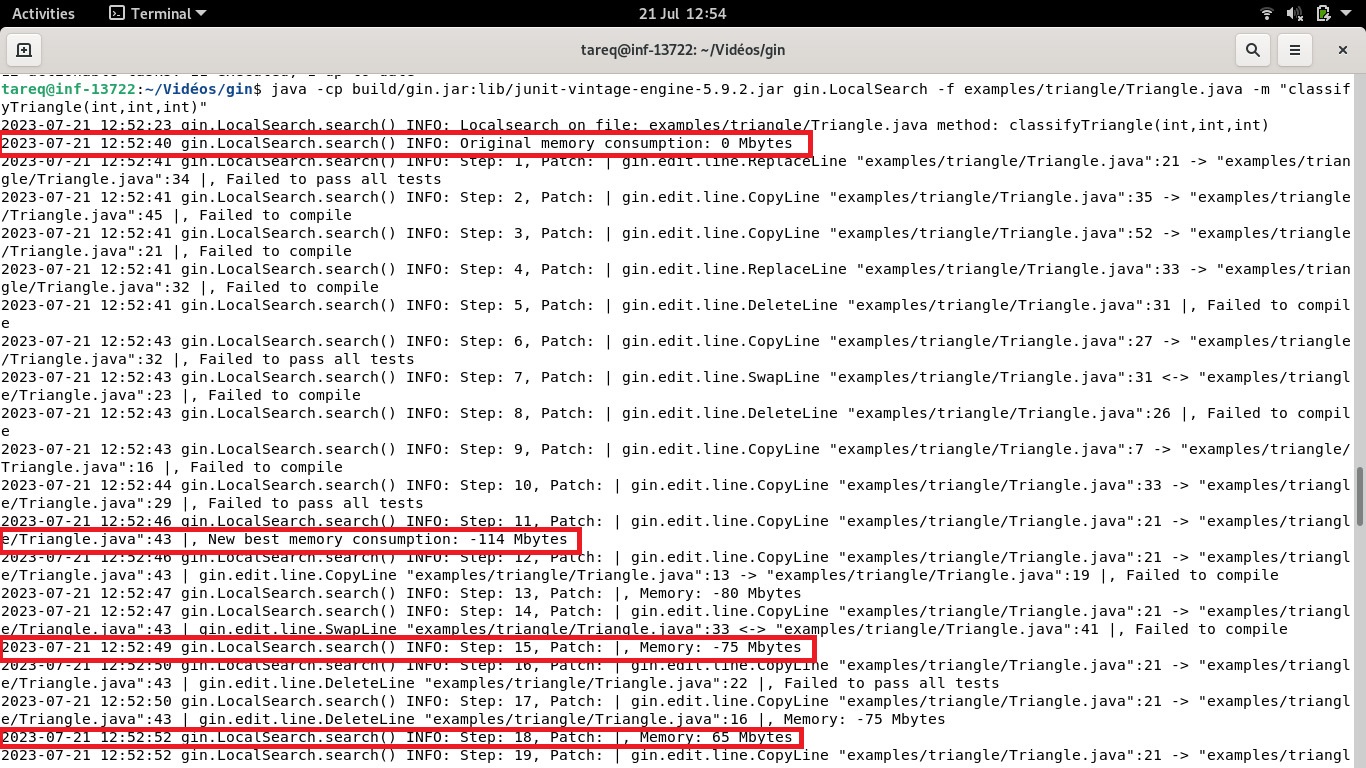 Activities
Terminal
21 Jul 12:54
tareq@inf-13722: ~/Vidéos/gin
tareq@inf-13722:~/Vidéos/gin$ java -cp build/gin.jar:lib/junit-vintage-engine-5.9.2.jar gin.LocalSearch -f examples/triangle/Triangle.java -m "classif
yTriangle(int,int,int)"
2023-07-21 12:52:23 gin.LocalSearch.search() INFO: Localsearch on file: examples/triangle/Triangle.java method: classifyTriangle(int,int,int)
2023-07-21 12:52:40 gin.LocalSearch.search() INFO: Original memory consumption: 0 Mbytes
2023-07-21 12:52:41 gin.LocalSearch.search() INFO: Step: 1, Patch: | gin.edit.line.ReplaceLine "examples/triangle/Triangle.java":21 -> "examples/trian
gle/Triangle.java":34 |, Failed to pass all tests
2023-07-21 12:52:41 gin.LocalSearch.search() INFO: Step: 2, Patch: | gin.edit.line.CopyLine "examples/triangle/Triangle.java":35 -> "examples/triangle
/Triangle.java":45 |, Failed to compile
2023-07-21 12:52:41 gin.LocalSearch.search() INFO: Step: 3, Patch: | gin.edit.line.CopyLine "examples/triangle/Triangle.java":52 -> "examples/triangle
/Triangle.java":21 |, Failed to compile
2023-07-21 12:52:41 gin.LocalSearch.search() INFO: Step: 4, Patch: | gin.edit.line.ReplaceLine "examples/triangle/Triangle.java":33 -> "examples/trian
gle/Triangle.java":32 |, Failed to compile
2023-07-21 12:52:41 gin.LocalSearch.search() INFO: Step: 5, Patch: | gin.edit.line.DeleteLine "examples/triangle/Triangle.java":31 |, Failed to compil
e
2023-07-21 12:52:43 gin.LocalSearch.search() INFO: Step: 6, Patch: | gin.edit.line.CopyLine "examples/triangle/Triangle.java":27 -> "examples/triangle
/Triangle.java":32 |, Failed to pass all tests
2023-07-21 12:52:43 gin.LocalSearch.search() INFO: Step: 7, Patch: | gin.edit.line.SwapLine "examples/triangle/Triangle.java":31 <-> "examples/triangl
e/Triangle.java":23 |, Failed to compile
2023-07-21 12:52:43 gin.LocalSearch.search() INFO: Step: 8, Patch: | gin.edit.line.DeleteLine "examples/triangle/Triangle.java":26 |, Failed to compil
e
2023-07-21 12:52:43 gin.LocalSearch.search() INFO: Step: 9, Patch: | gin.edit.line.CopyLine "examples/triangle/Triangle.java":7 -> "examples/triangle/
Triangle.java":16 |, Failed to compile
2023-07-21 12:52:44 gin.LocalSearch.search() INFO: Step: 10, Patch: | gin.edit.line.CopyLine "examples/triangle/Triangle.java":33 -> "examples/triangl
e/Triangle.java":29 |, Failed to pass all tests
2023-07-21 12:52:46 gin.LocalSearch.search() INFO: Step: 11, Patch: | gin.edit.line.CopyLine "examples/triangle/Triangle.java":21 -> "examples/triangl
e/Triangle.java":43 |, New best memory consumption: -114 Mbytes
2023-07-21 12:52:46 gin.LocalSearch.search() INFO: Step: 12, Patch: | gin.edit.line.CopyLine "examples/triangle/Triangle.java":21 -> "examples/triangl
e/Triangle.java":43 | gin.edit.line.CopyLine "examples/triangle/Triangle.java":13 -> "examples/triangle/Triangle.java":19 |, Failed to compile
2023-07-21 12:52:47 gin.LocalSearch.search() INFO: Step: 13, Patch: |, Memory: -80 Mbytes
2023-07-21 12:52:47 gin.LocalSearch.search() INFO: Step: 14, Patch: | gin.edit.line.CopyLine "examples/triangle/Triangle.java":21 -> "examples/triangl
e/Triangle.java":43 | gin.edit.line.SwapLine "examples/triangle/Triangle.java":33 <-> "examples/triangle/Triangle.java":41 |, Failed to compile
2023-07-21 12:52:49 gin.LocalSearch.search() INFO: Step: 15, Patch: |, Memory: -75 Mbytes
2023-07-21 12:52:50 gin.LocalSearch.search() INFO: Step: 16, Patch: | gin.edit.line.CopyLine "examples/triangle/Triangle.java":21 -> "examples/triangl
e/Triangle.java":43 | gin.edit.line.DeleteLine "examples/triangle/Triangle.java":22 |, Failed to pass all tests
2023-07-21 12:52:50 gin.LocalSearch.search() INFO: Step: 17, Patch: | gin.edit.line.CopyLine "examples/triangle/Triangle.java":21 -> "examples/triangl
e/Triangle.java":43 | gin.edit.line.DeleteLine "examples/triangle/Triangle.java":16 |, Memory: -75 Mbytes
2023-07-21 12:52:52 gin.LocalSearch.search() INFO: Step: 18, Patch: |, Memory: 65 Mbytes
2023-07-21 12:52:52 gin.LocalSearch.search() INFO: Step: 19, Patch: | gin.edit.line.CopyLine "examples/triangle/Triangle.java":21 -> "examples/triangl